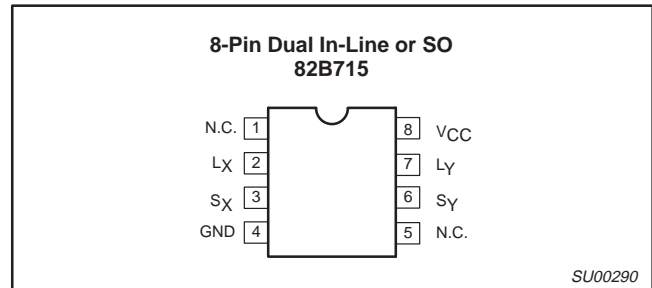 8-Pin Dual In-Line or SO
82B715
N.C. 1 8 VCC
LX 2 7 LY
SX 3 6 SY
GND 4 5 N.C.
SU00290